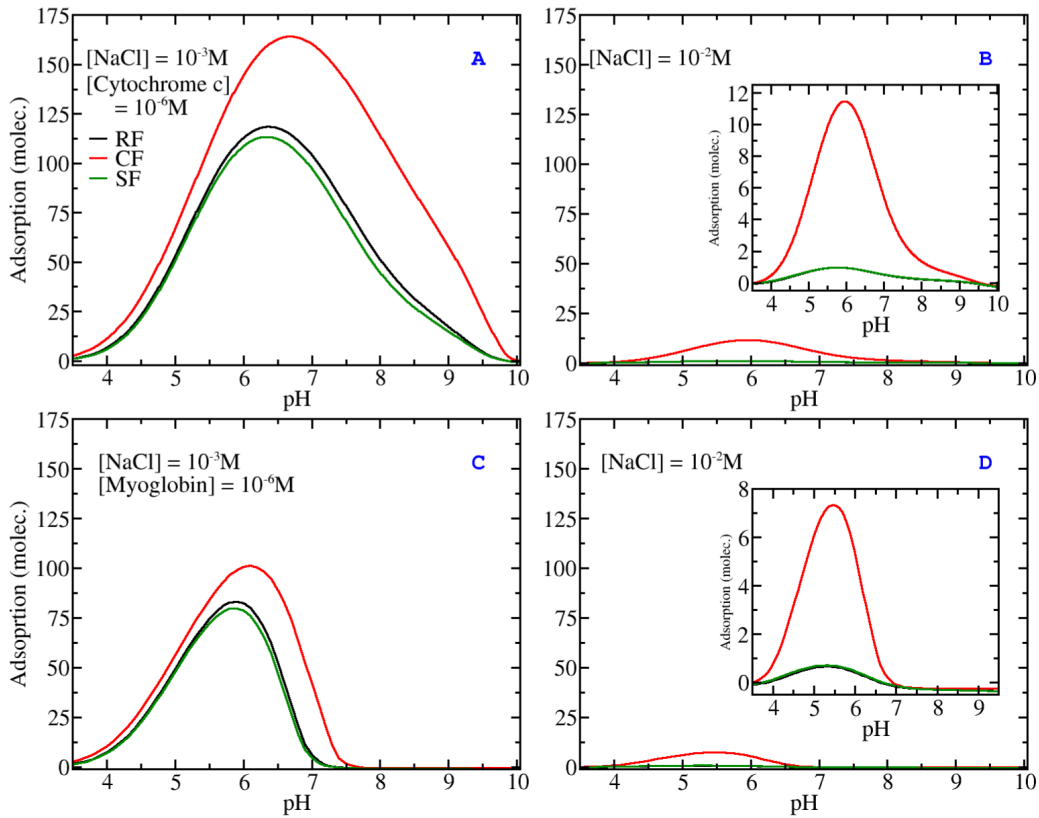 175
150
125
100
75
50
25
0
Adsorption (molec.)
[NaCl] = 10⁻³M
A
[Cytochrome c]
= 10⁻⁶M
RF
CF
SF
4 5 6 7 8 9 10
pH
175
150
125
100
75
50
25
0
[NaCl] = 10⁻²M
B
12
10
8
6
4
2
0
Adsorption (molec.)
4 5 6 7 8 9 10
pH
4 5 6 7 8 9 10
pH
175
150
125
100
75
50
25
0
Adsoprtion (molec.)
[NaCl] = 10⁻³M
C
[Myoglobin] = 10⁻⁶M
4 5 6 7 8 9 10
pH
175
150
125
100
75
50
25
0
[NaCl] = 10⁻²M
D
8
6
4
2
0
Adsorption (molec.)
4 5 6 7 8 9
pH
4 5 6 7 8 9 10
pH